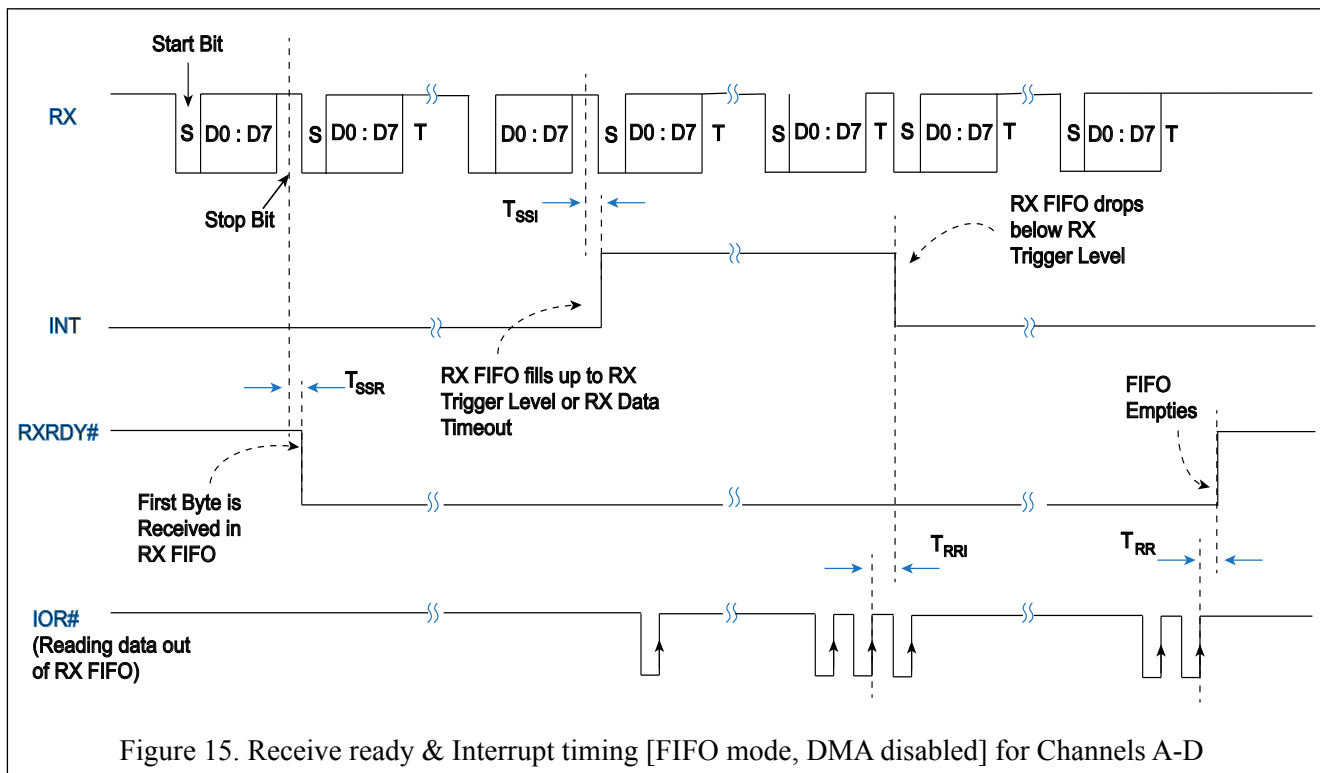 Start Bit
RX
S D0 : D7 S D0 : D7 T D0 : D7 S D0 : D7 T S D0 : D7 T S D0 : D7 T S D0 : D7 T
Stop Bit
TSSI
RX FIFO drops
below RX
Trigger Level
INT
TSSR
RX FIFO fills up to RX
Trigger Level or RX Data
Timeout
FIFO
Empties
RXRDY#
First Byte is
Received in
RX FIFO
TRRI
TRR
IOR#
(Reading data out
of RX FIFO)
Figure 15. Receive ready & Interrupt timing [FIFO mode, DMA disabled] for Channels A-D